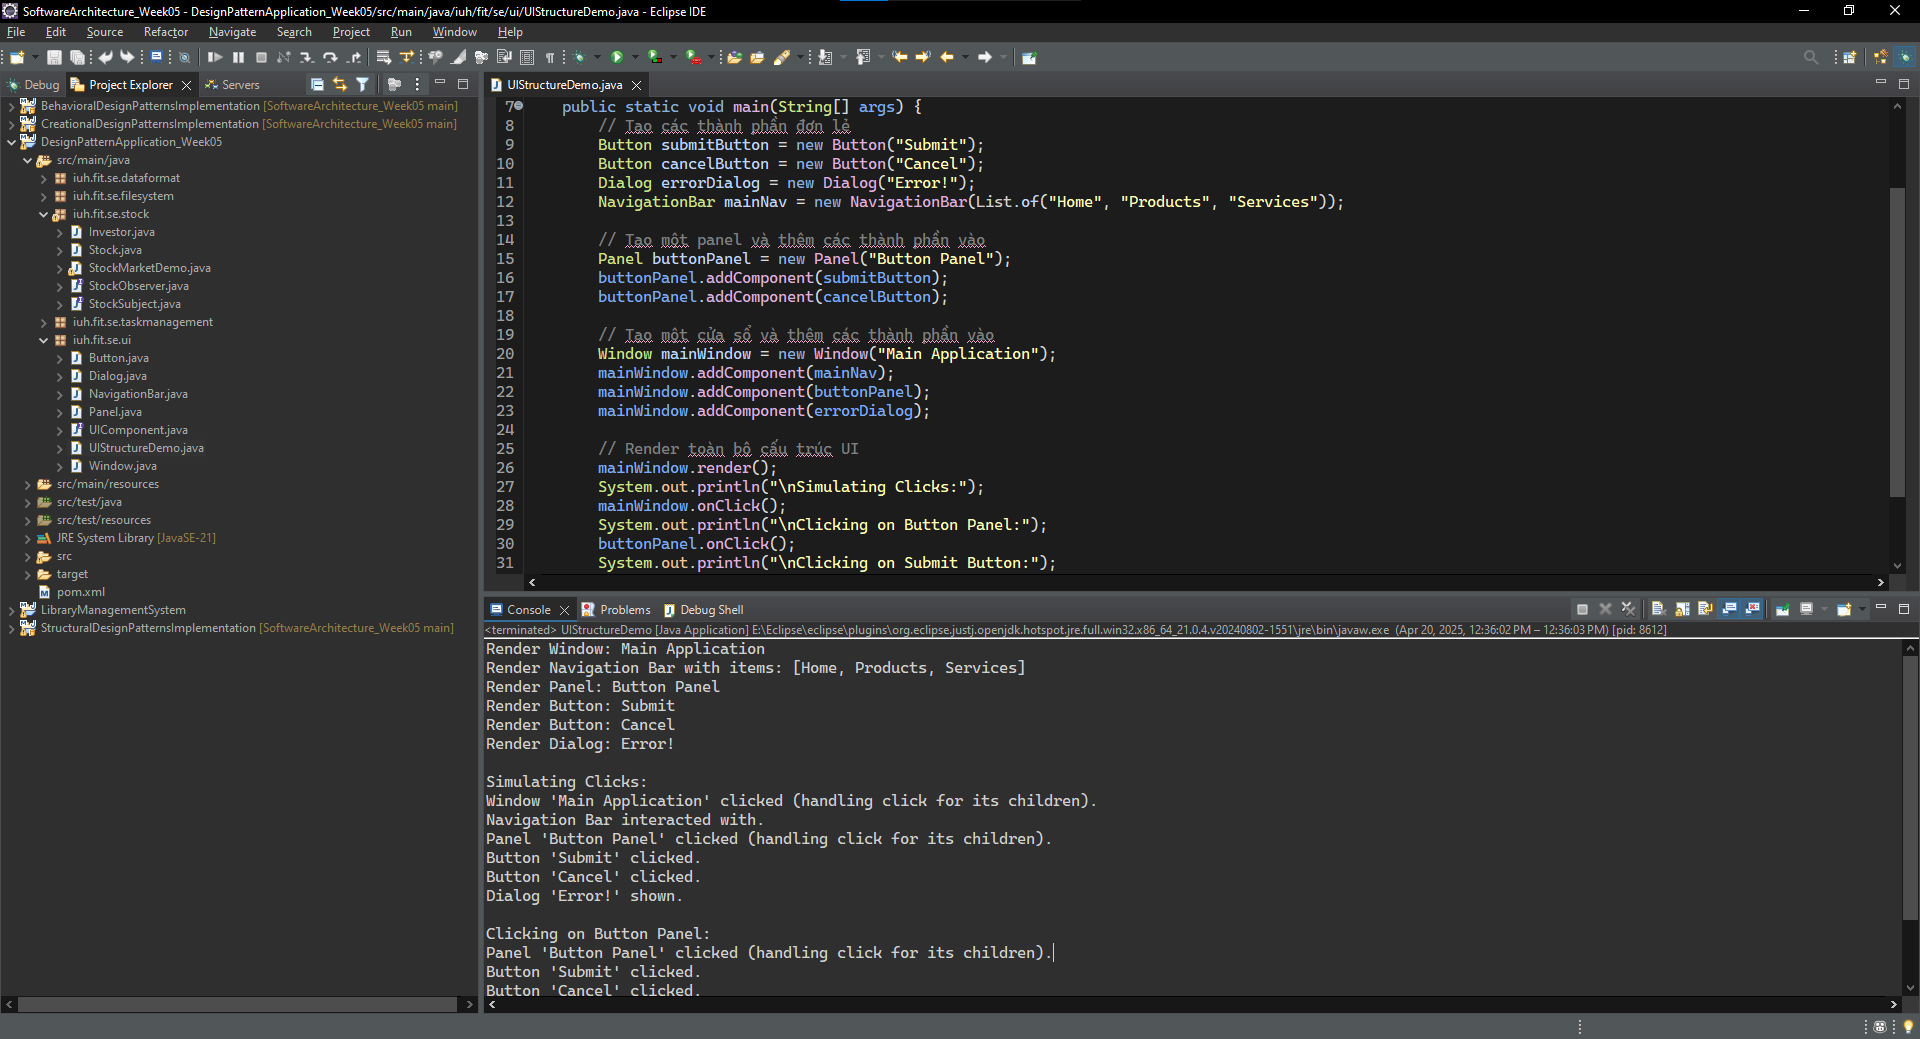 SoftwareArchitecture_Week05 - DesignPatternApplication_Week05/src/main/java/iuh/fit/se/ui/UIStructureDemo.java - Eclipse IDE
File Edit Source Refactor Navigate Search Project Run Window Help
Debug Project Explorer Servers
BehavioralDesignPatternsImplementation [SoftwareArchitecture_Week05 main]
CreationalDesignPatternsImplementation [SoftwareArchitecture_Week05 main]
DesignPatternApplication_Week05
src/main/java
iuh.fit.se.dataformat
iuh.fit.se.filesystem
iuh.fit.se.stock
Investor.java
Stock.java
StockMarketDemo.java
StockObserver.java
StockSubject.java
iuh.fit.se.taskmanagement
iuh.fit.se.ui
Button.java
Dialog.java
NavigationBar.java
Panel.java
UIComponent.java
UIStructureDemo.java
Window.java
src/main/resources
src/test/java
src/test/resources
JRE System Library [JavaSE-21]
src
target
pom.xml
LibraryManagementSystem
StructuralDesignPatternsImplementation [SoftwareArchitecture_Week05 main]
UIStructureDemo.java
7 public static void main(String[] args) {
8 // Tạo các thành phần đơn lẻ
9 Button submitButton = new Button("Submit");
10 Button cancelButton = new Button("Cancel");
11 Dialog errorDialog = new Dialog("Error!");
12 NavigationBar mainNav = new NavigationBar(List.of("Home", "Products", "Services"));
13
14 // Tạo một panel và thêm các thành phần vào
15 Panel buttonPanel = new Panel("Button Panel");
16 buttonPanel.addComponent(submitButton);
17 buttonPanel.addComponent(cancelButton);
18
19 // Tạo một cửa sổ và thêm các thành phần vào
20 Window mainWindow = new Window("Main Application");
21 mainWindow.addComponent(mainNav);
22 mainWindow.addComponent(buttonPanel);
23 mainWindow.addComponent(errorDialog);
24
25 // Render toàn bộ cấu trúc UI
26 mainWindow.render();
27 System.out.println("\nSimulating Clicks:");
28 mainWindow.onClick();
29 System.out.println("\nClicking on Button Panel:");
30 buttonPanel.onClick();
31 System.out.println("\nClicking on Submit Button:");
Console Problems Debug Shell
<terminated> UIStructureDemo [Java Application] E:\Eclipse\eclipse\plugins\org.eclipse.justj.openjdk.hotspot.jre.full.win32.x86_64_21.0.4.v20240802-1551\jre\bin\javaw.exe (Apr 20, 2025, 12:36:02 PM – 12:36:03 PM) [pid: 8612]
Render Window: Main Application
Render Navigation Bar with items: [Home, Products, Services]
Render Panel: Button Panel
Render Button: Submit
Render Button: Cancel
Render Dialog: Error!

Simulating Clicks:
Window 'Main Application' clicked (handling click for its children).
Navigation Bar interacted with.
Panel 'Button Panel' clicked (handling click for its children).
Button 'Submit' clicked.
Button 'Cancel' clicked.
Dialog 'Error!' shown.

Clicking on Button Panel:
Panel 'Button Panel' clicked (handling click for its children).
Button 'Submit' clicked.
Button 'Cancel' clicked.